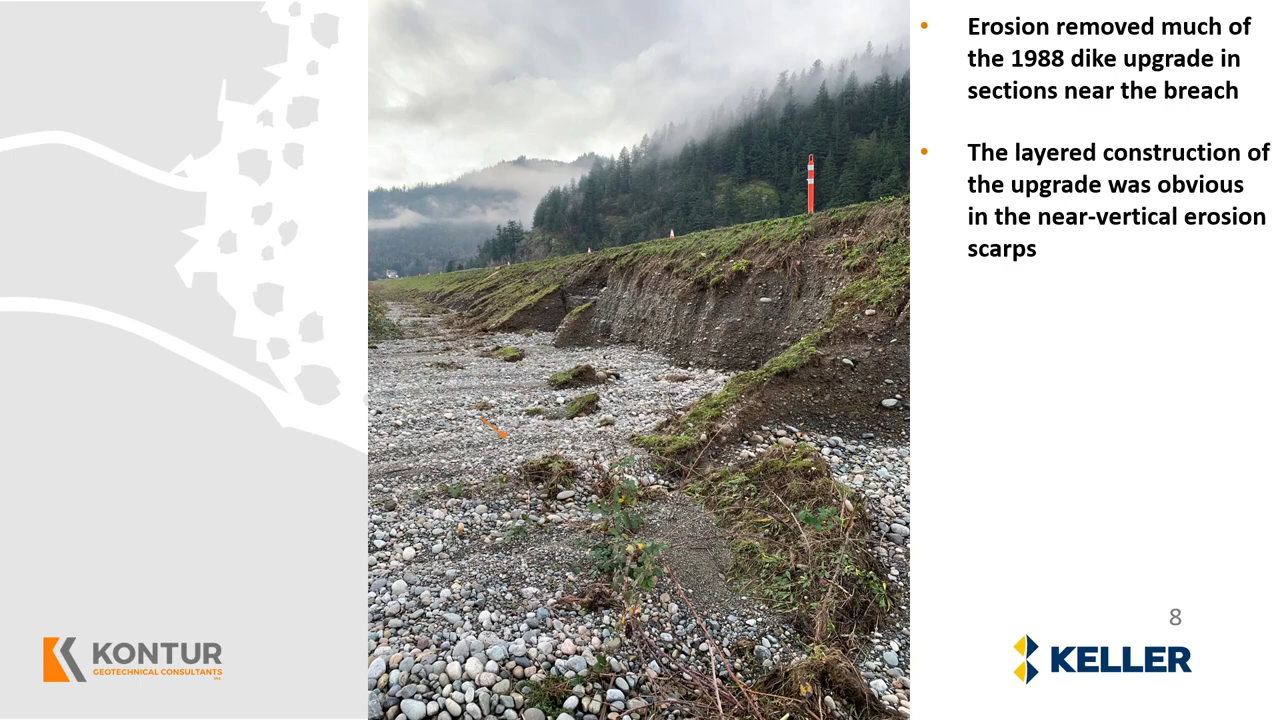 • Erosion removed much of
the 1988 dike upgrade in
sections near the breach
• The layered construction of
the upgrade was obvious
in the near-vertical erosion
scarps
8
KONTUR
GEOTECHNICAL CONSULTANTS
INC.
KELLER